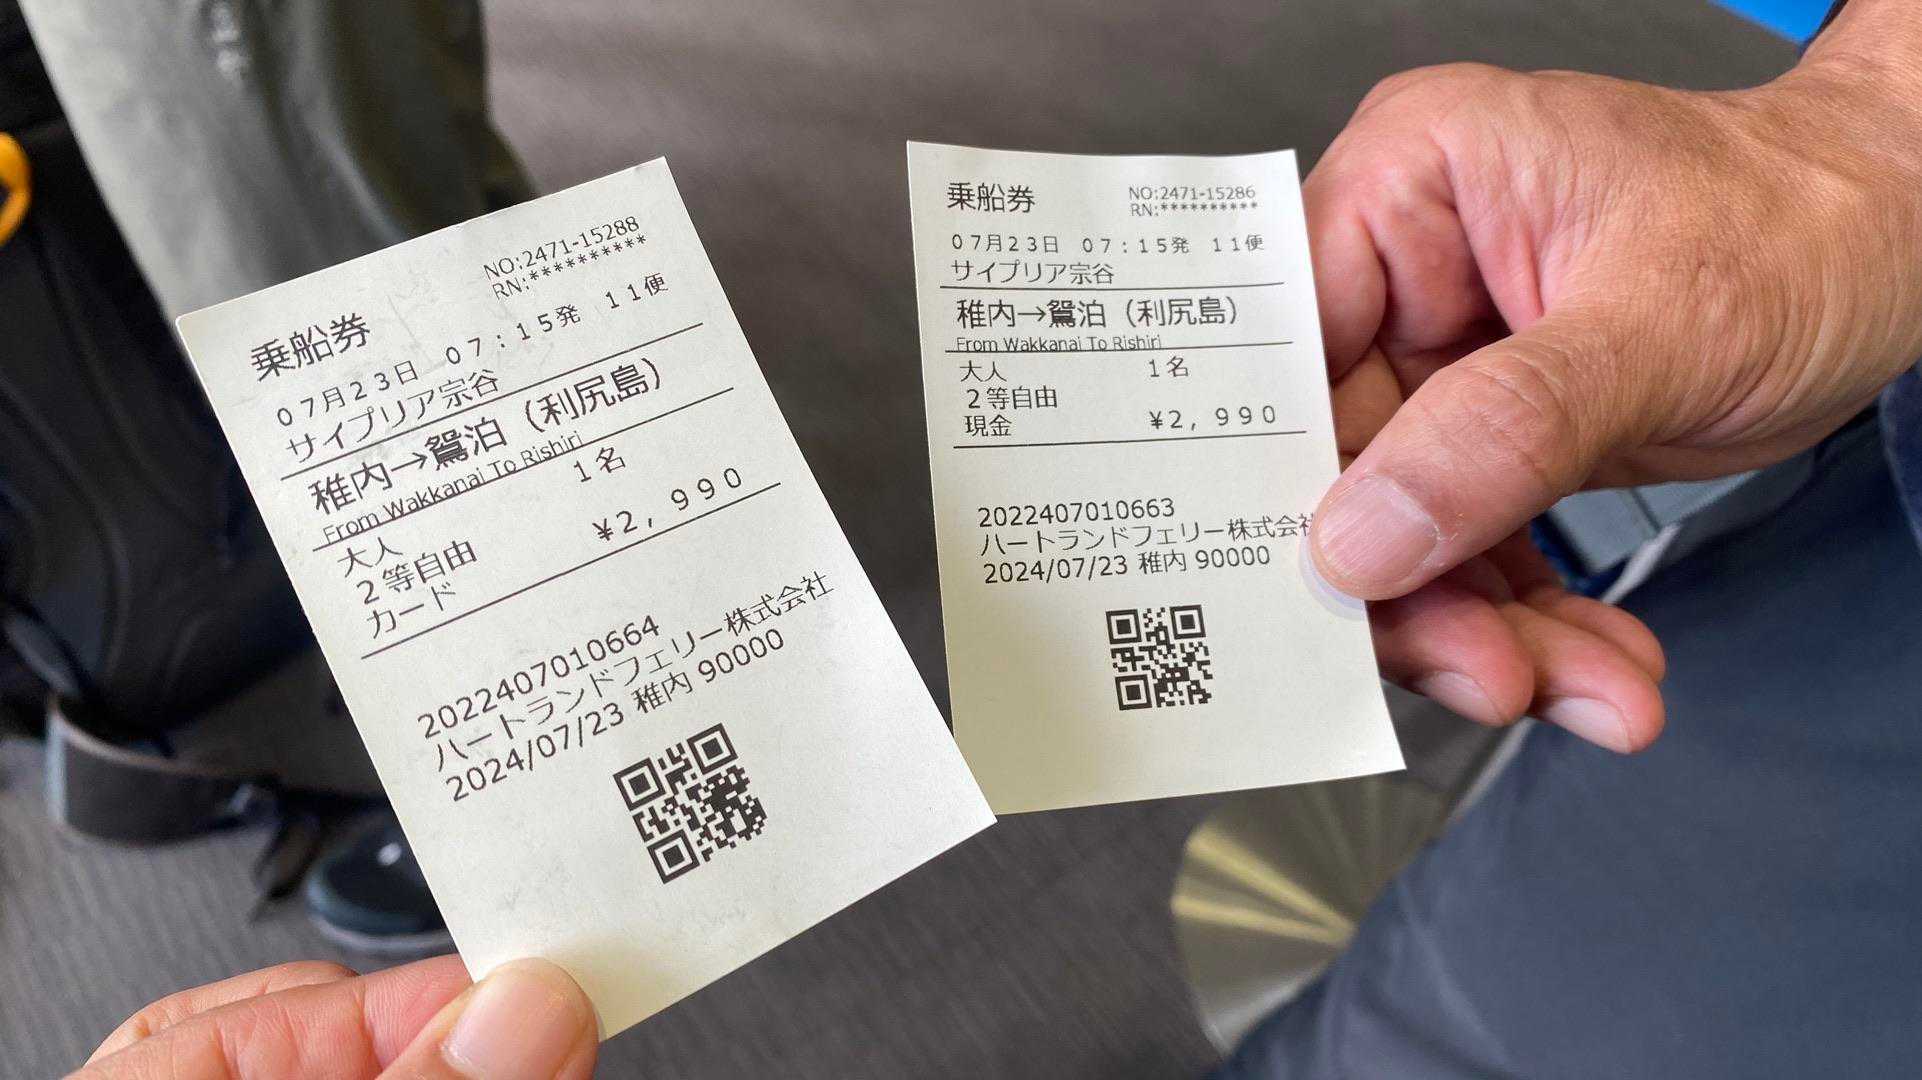 乗船券
NO:2471-15288
RN:**********
07月23日 07:15発 11便
サイプリア宗谷
稚内→鴛泊（利尻島）
From Wakkanai To Rishiri
大人 1名
2等自由
カード ¥2,990
2022407010664
ハートランドフェリー株式会社
2024/07/23 稚内 90000
乗船券
NO:2471-15286
RN:**********
07月23日 07:15発 11便
サイプリア宗谷
稚内→鴛泊（利尻島）
From Wakkanai To Rishiri
大人 1名
2等自由
現金 ¥2,990
2022407010663
ハートランドフェリー株式会社
2024/07/23 稚内 90000